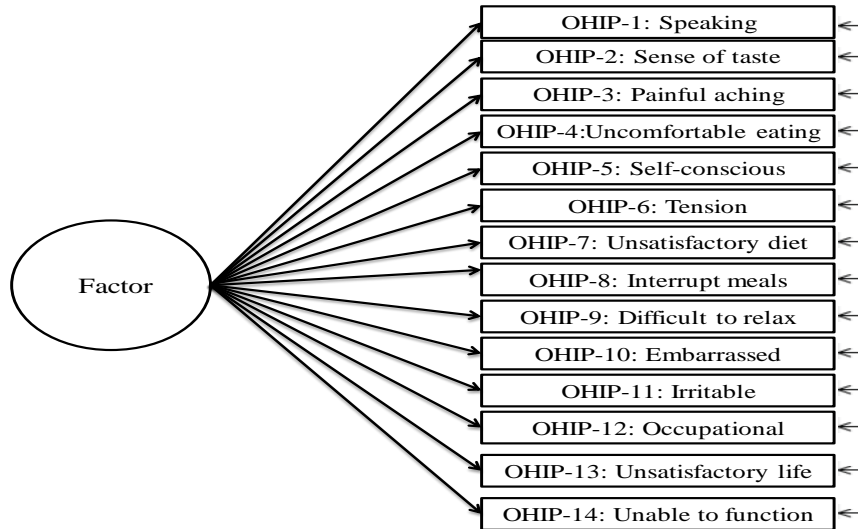 OHIP-1: Speaking
OHIP-2: Sense of taste
OHIP-3: Painful aching
OHIP-4:Uncomfortable eating
OHIP-5: Self-conscious
OHIP-6: Tension
OHIP-7: Unsatisfactory diet
Factor
OHIP-8: Interrupt meals
OHIP-9: Difficult to relax
OHIP-10: Embarrassed
OHIP-11: Irritable
OHIP-12: Occupational
OHIP-13: Unsatisfactory life
OHIP-14: Unable to function